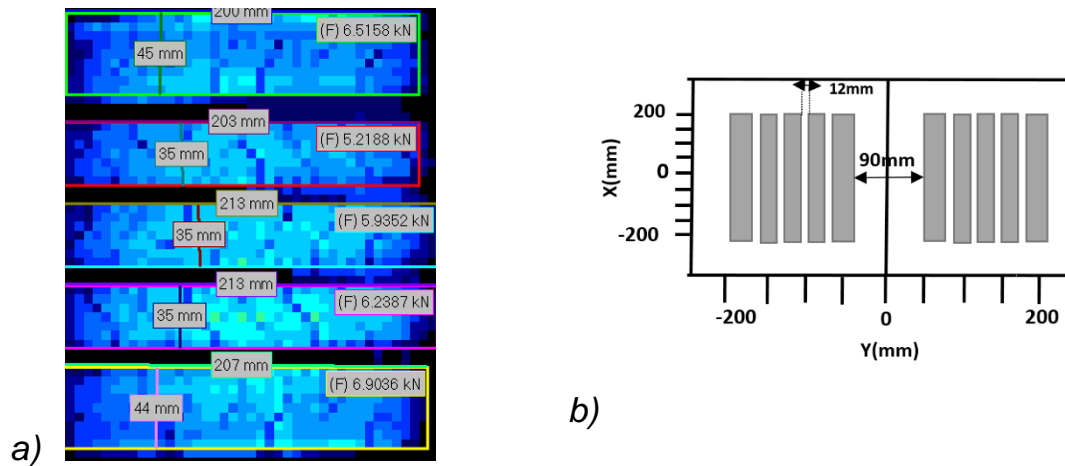 200 mm
(F) 6.5158 kN
45 mm
203 mm
(F) 5.2188 kN
35 mm
213 mm
(F) 5.9352 kN
35 mm
213 mm
(F) 6.2387 kN
35 mm
207 mm
(F) 6.9036 kN
44 mm
a)
12mm
200
90mm
X(mm)
0
-200
-200
0
200
Y(mm)
b)